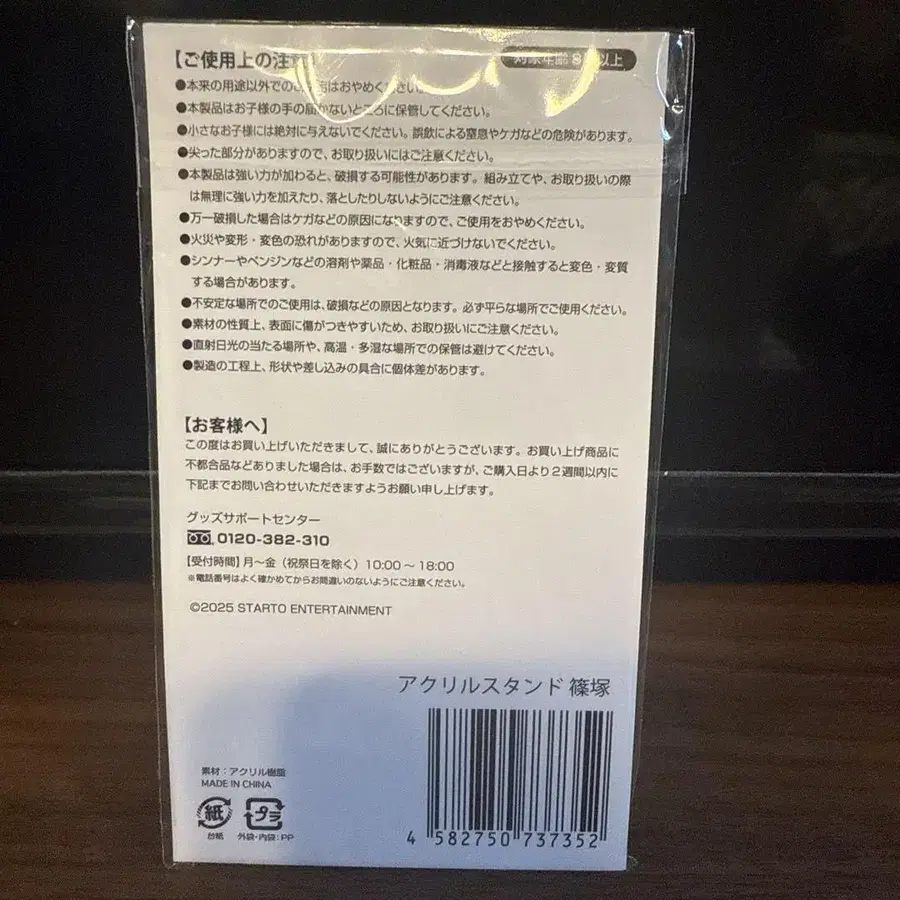 【ご使用上の注意】
対象年齢8 以上
●本来の用途以外でのご はおやめください。
●本製品はお子様の手の届かないところに保管してください。
●小さなお子様には絶対に与えないでください。誤飲による窒息やケガなどの危険があります。
●尖った部分がありますので、お取り扱いにはご注意ください。
●本製品は強い力が加わると、破損する可能性があります。組み立てや、お取り扱いの際
は無理に強い力を加えたり、落としたりしないようにご注意ください。
●万一破損した場合はケガなどの原因になりますので、ご使用をおやめください。
●火災や変形・変色の恐れがありますので、火気に近づけないでください。
●シンナーやベンジンなどの溶剤や薬品・化粧品・消毒液などと接触すると変色・変質
する場合があります。
●不安定な場所でのご使用は、破損などの原因となります。必ず平らな場所でご使用ください。
●素材の性質上、表面に傷がつきやすいため、お取り扱いにご注意ください。
●直射日光の当たる場所や、高温・多湿な場所での保管は避けてください。
●製造の工程上、形状や差し込みの具合に個体差があります。
【お客様へ】
この度はお買い上げいただきまして、誠にありがとうございます。お買い上げ商品に
不都合品などありました場合は、お手数ではございますが、ご購入日より2週間以内に
下記までお問い合わせいただきますようお願い申し上げます。
グッズサポートセンター
0120-382-310
【受付時間】月～金（祝祭日を除く）10:00～18:00
※電話番号はよく確かめてからお間違いのないようにご注意ください。
©2025 STARTO ENTERTAINMENT
アクリルスタンド 篠塚
素材：アクリル樹脂
MADE IN CHINA
紙
プラ
台紙
外袋・内袋：PP
4 582750 737352